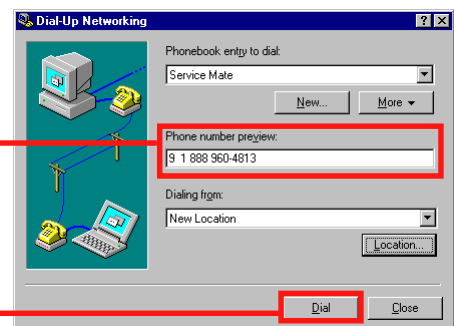 Dial-Up Networking
Phonebook entry to dial:
Service Mate
New... More
Phone number preview:
9 1 888 960-4813
Dialing from:
New Location
Location...
Dial Close